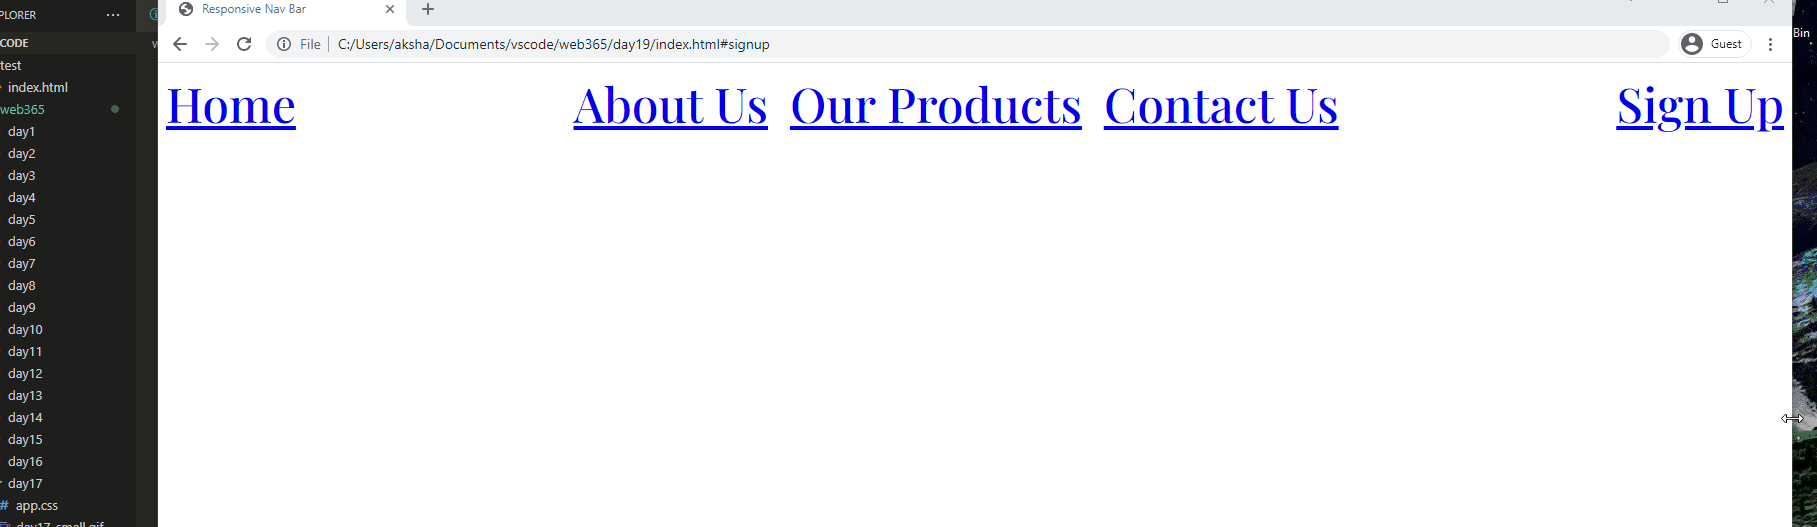 PLORER ···
CODE
test
index.html
web365
day1
day2
day3
day4
day5
day6
day7
day8
day9
day10
day11
day12
day13
day14
day15
day16
day17
# app.css
day17_small.gif
Responsive Nav Bar
File | C:/Users/aksha/Documents/vscode/web365/day19/index.html#signup
Guest
Home About Us Our Products Contact Us Sign Up
Bin